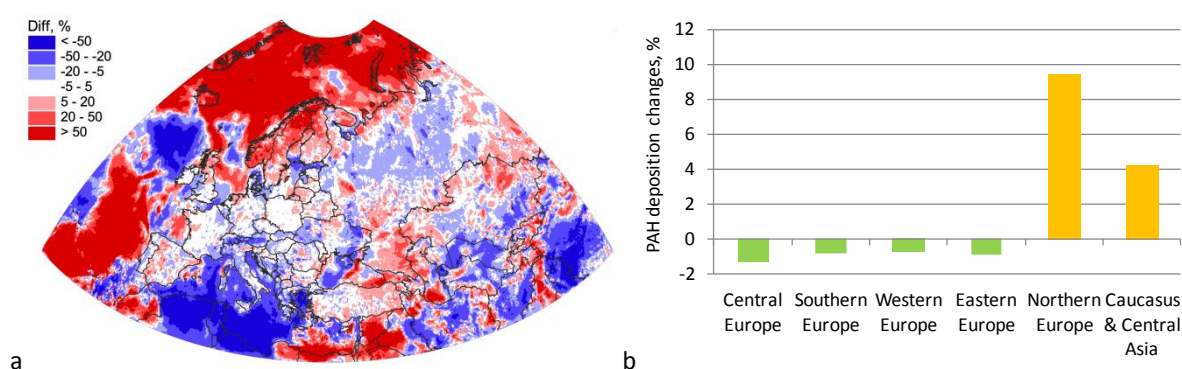 Diff, %
< -50
-50 - -20
-20 - -5
-5 - 5
5 - 20
20 - 50
> 50
a
PAH deposition changes, %
12
10
8
6
4
2
0
-2
Central Europe
Southern Europe
Western Europe
Eastern Europe
Northern Europe
Caucasus & Central Asia
b